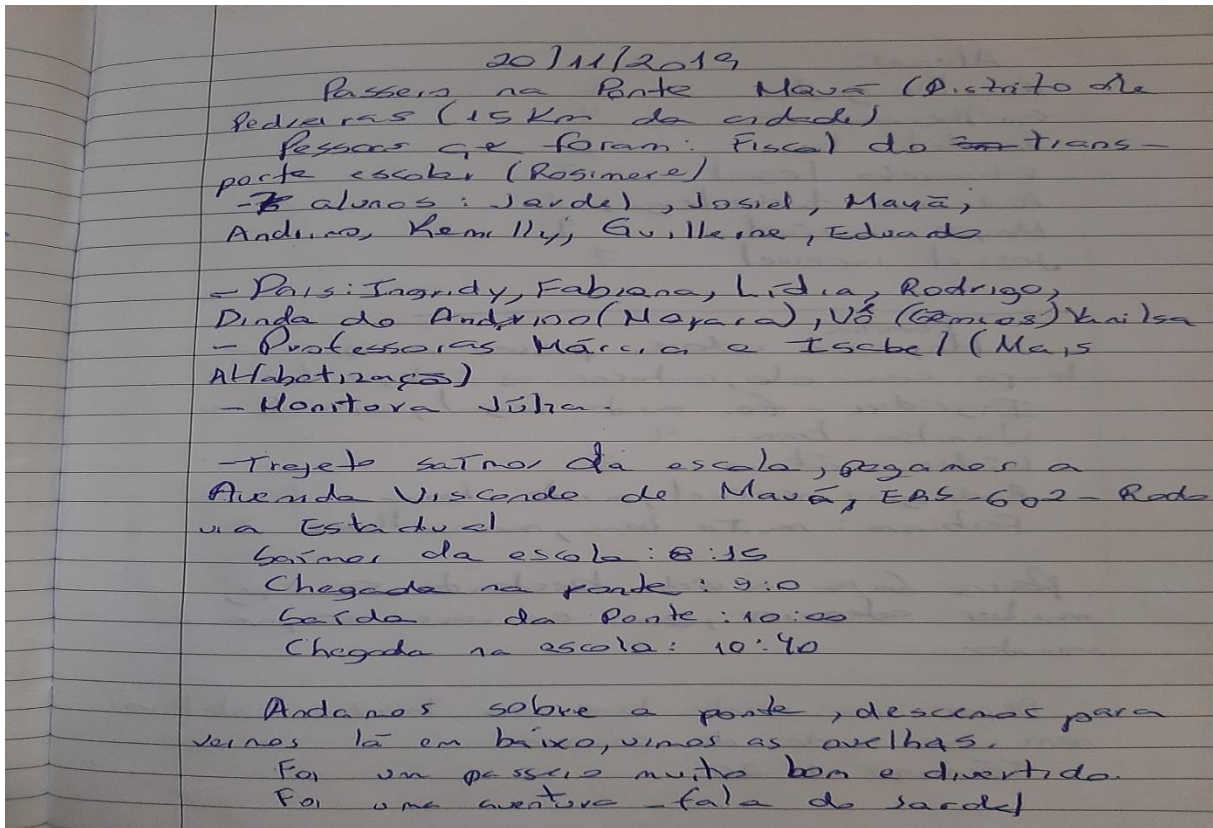 20/11/2019
Passeio na Ponte Mauá (Distrito de
Pedreiras (15 Km da cidade)
Pessoas que foram: Fiscal do trans-
porte escolar (Rosimere)
-7 alunos: Jardel, Josiel, Mayã,
Andrino, Kemilly, Guilherme, Eduardo
- Pais: Ingridy, Fabiana, Lídia, Rodrigo,
Dinda do Andrino (Mayara), Vó (Gêmeos) Vanilsa
- Professoras Márcia e Isabel (Mais
Alfabetização)
- Monitora Júlia.
-Trajeto saímos da escola, pegamos a
Avenida Visconde de Mauá, ERS-602-Rodo
via Estadual
Saímos da escola: 8:15
Chegada na ponte: 9:0
Saída da Ponte: 10:00
Chegada na escola: 10:40
Andamos sobre a ponte, descemos para
vermos lá em baixo, vimos as ovelhas.
Foi um passeio muito bom e divertido.
Foi uma aventura - fala do Jardel